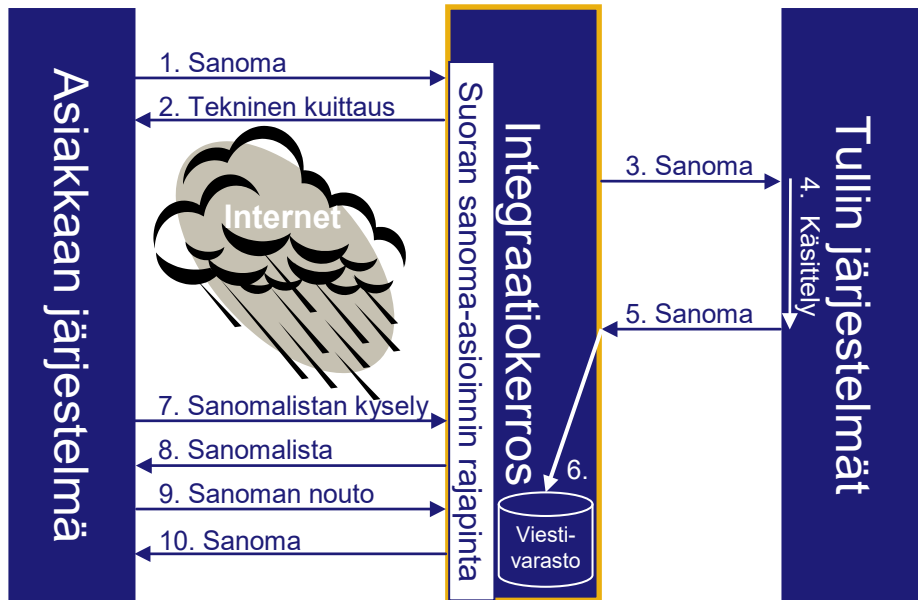 Asiakkaan järjestelmä
1. Sanoma
2. Tekninen kuittaus
Internet
7. Sanomalistan kysely
8. Sanomalista
9. Sanoman nouto
10. Sanoma
Suoran sanoma-asioinnin rajapinta
Integraatiokerros
6.
Viesti-
varasto
3. Sanoma
4. Käsittely
5. Sanoma
Tullin järjestelmät